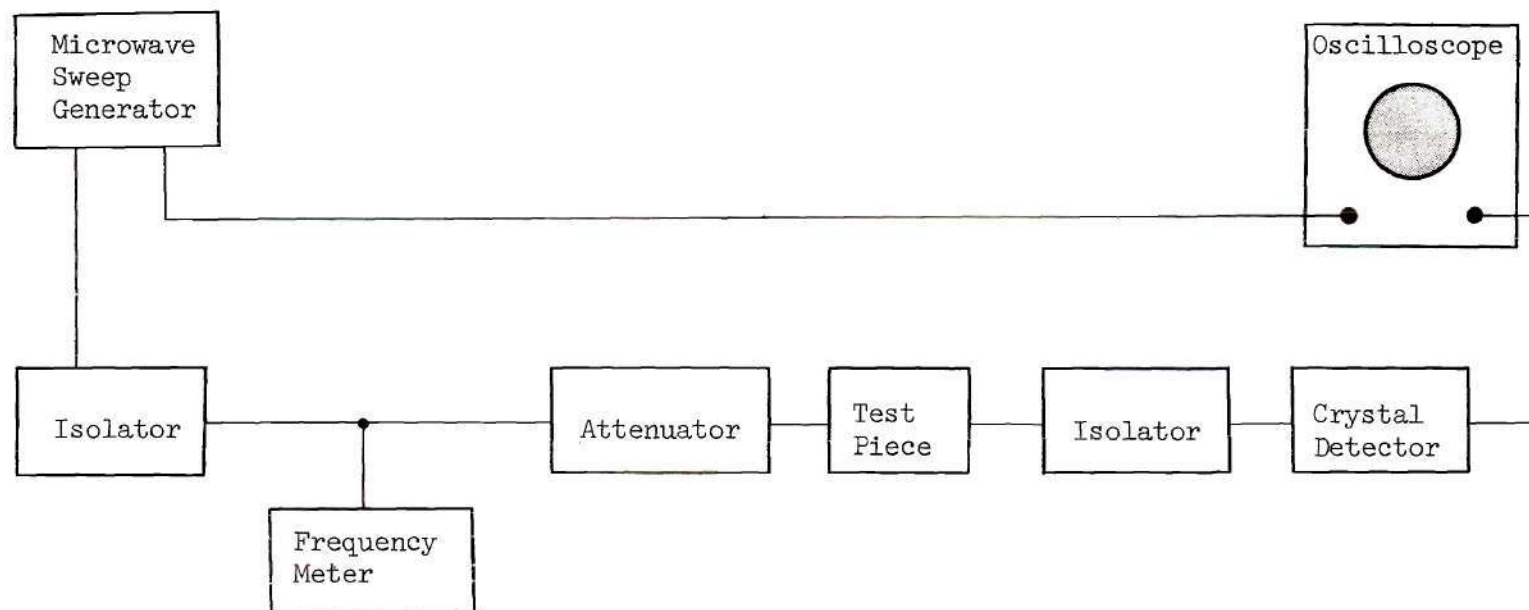 Microwave
Sweep
Generator
Oscilloscope
Isolator
Attenuator
Test
Piece
Isolator
Crystal
Detector
Frequency
Meter